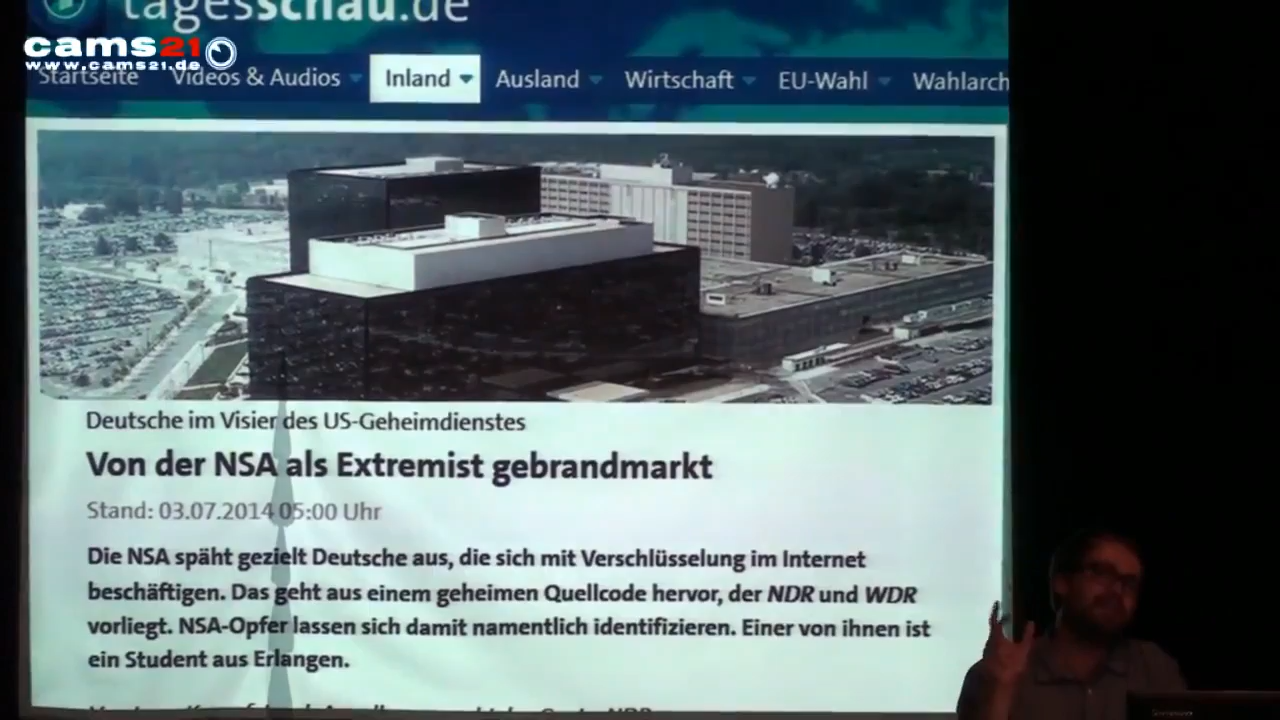 tagesschau.de
cams21
www.cams21.de
Startseite Videos & Audios Inland Ausland Wirtschaft EU-Wahl Wahlarch
Deutsche im Visier des US-Geheimdienstes
Von der NSA als Extremist gebrandmarkt
Stand: 03.07.2014 05:00 Uhr
Die NSA späht gezielt Deutsche aus, die sich mit Verschlüsselung im Internet
beschäftigen. Das geht aus einem geheimen Quellcode hervor, der NDR und WDR
vorliegt. NSA-Opfer lassen sich damit namentlich identifizieren. Einer von ihnen ist
ein Student aus Erlangen.